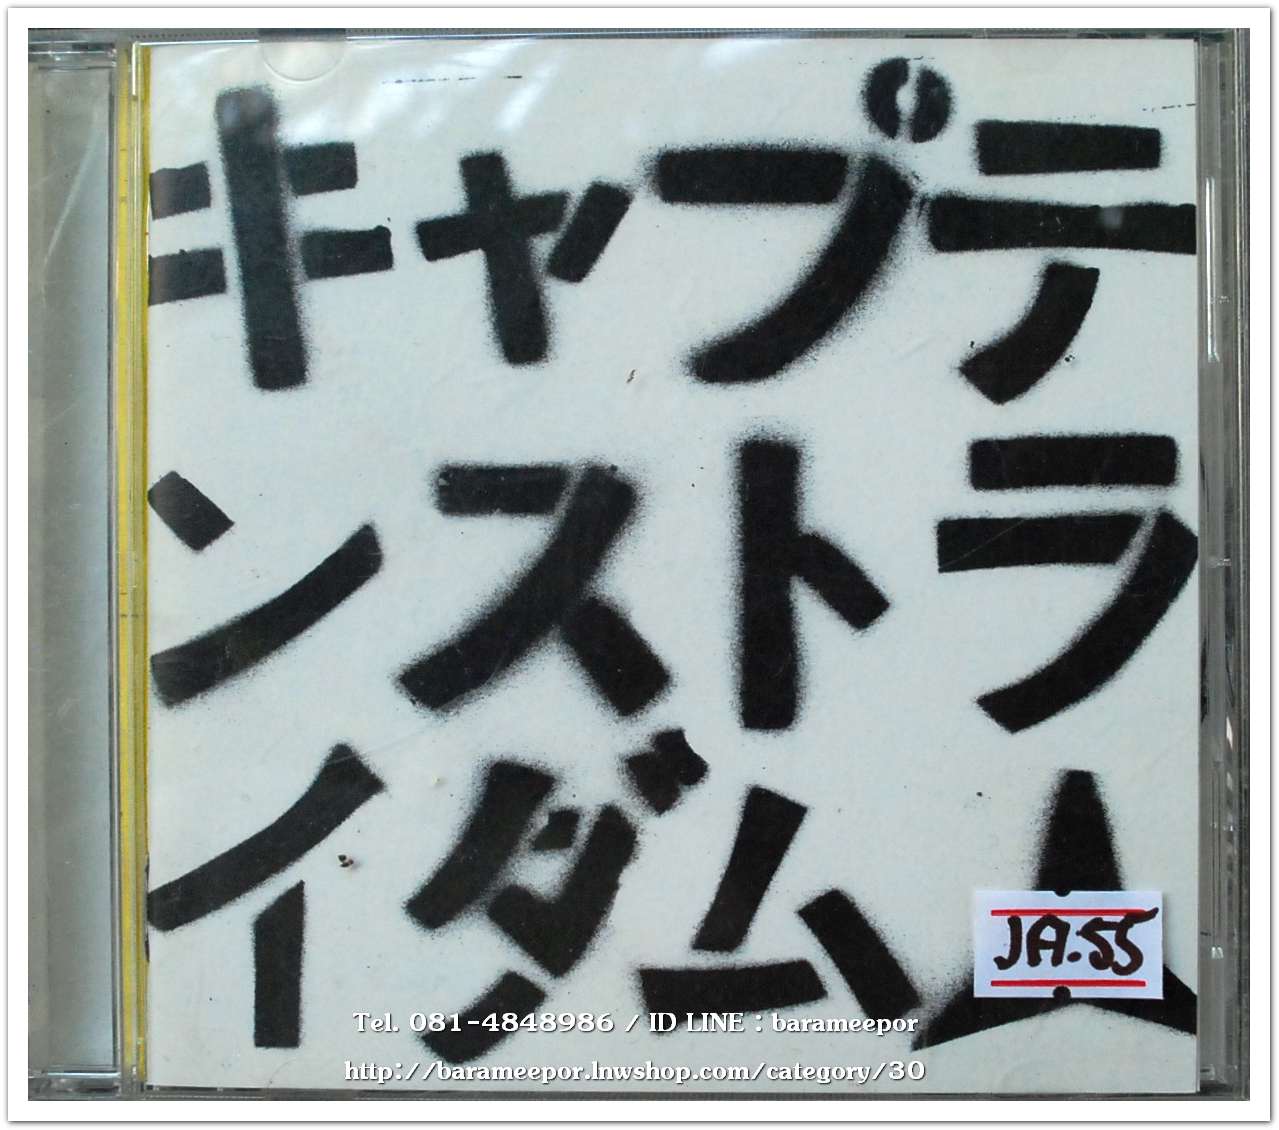 キャプテ
ンストラ
イダム
JA.55
Tel. 081-4848986 / ID LINE : barameepor
http://barameepor.lnwshop.com/category/30